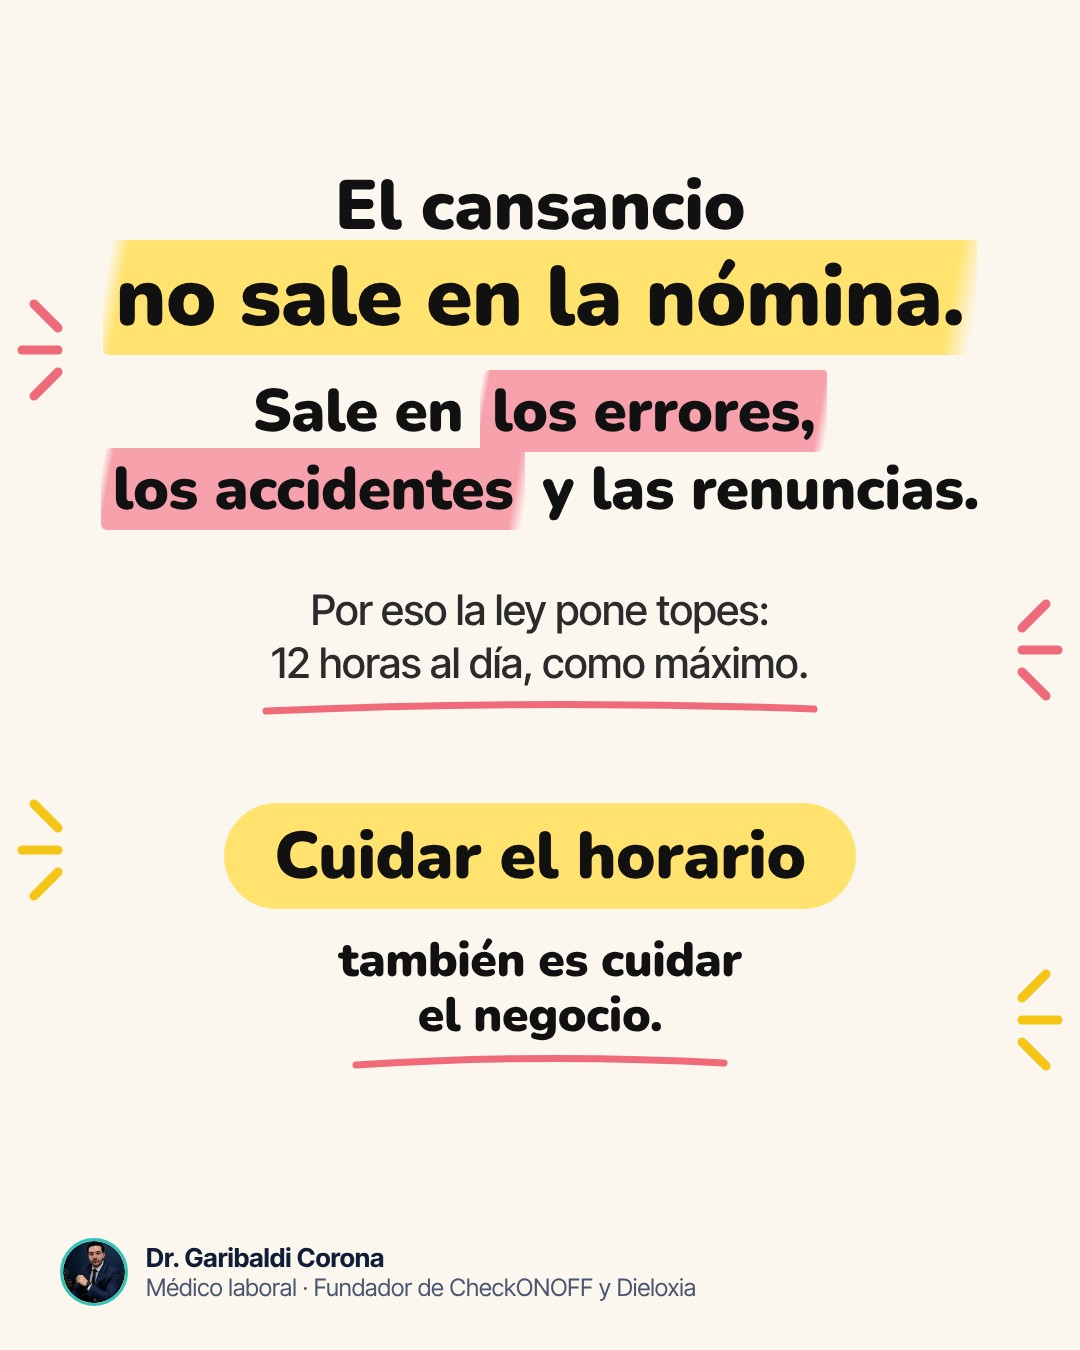 El cansancio
no sale en la nómina.
Sale en los errores,
los accidentes y las renuncias.
Por eso la ley pone topes:
12 horas al día, como máximo.
Cuidar el horario
también es cuidar
el negocio.
Dr. Garibaldi Corona
Médico laboral · Fundador de CheckONOFF y Dieloxia